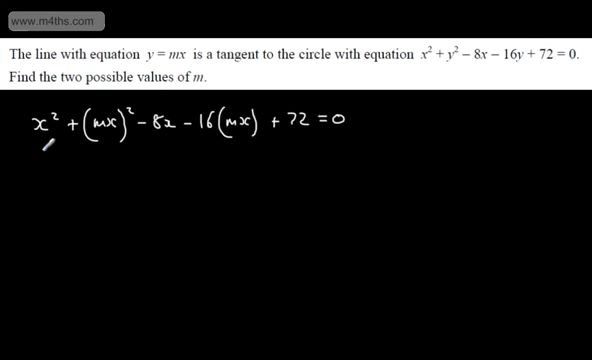 www.m4ths.com
The line with equation y = mx is a tangent to the circle with equation x² + y² − 8x − 16y + 72 = 0.
Find the two possible values of m.
x² + (mx)² − 8x − 16(mx) + 72 = 0